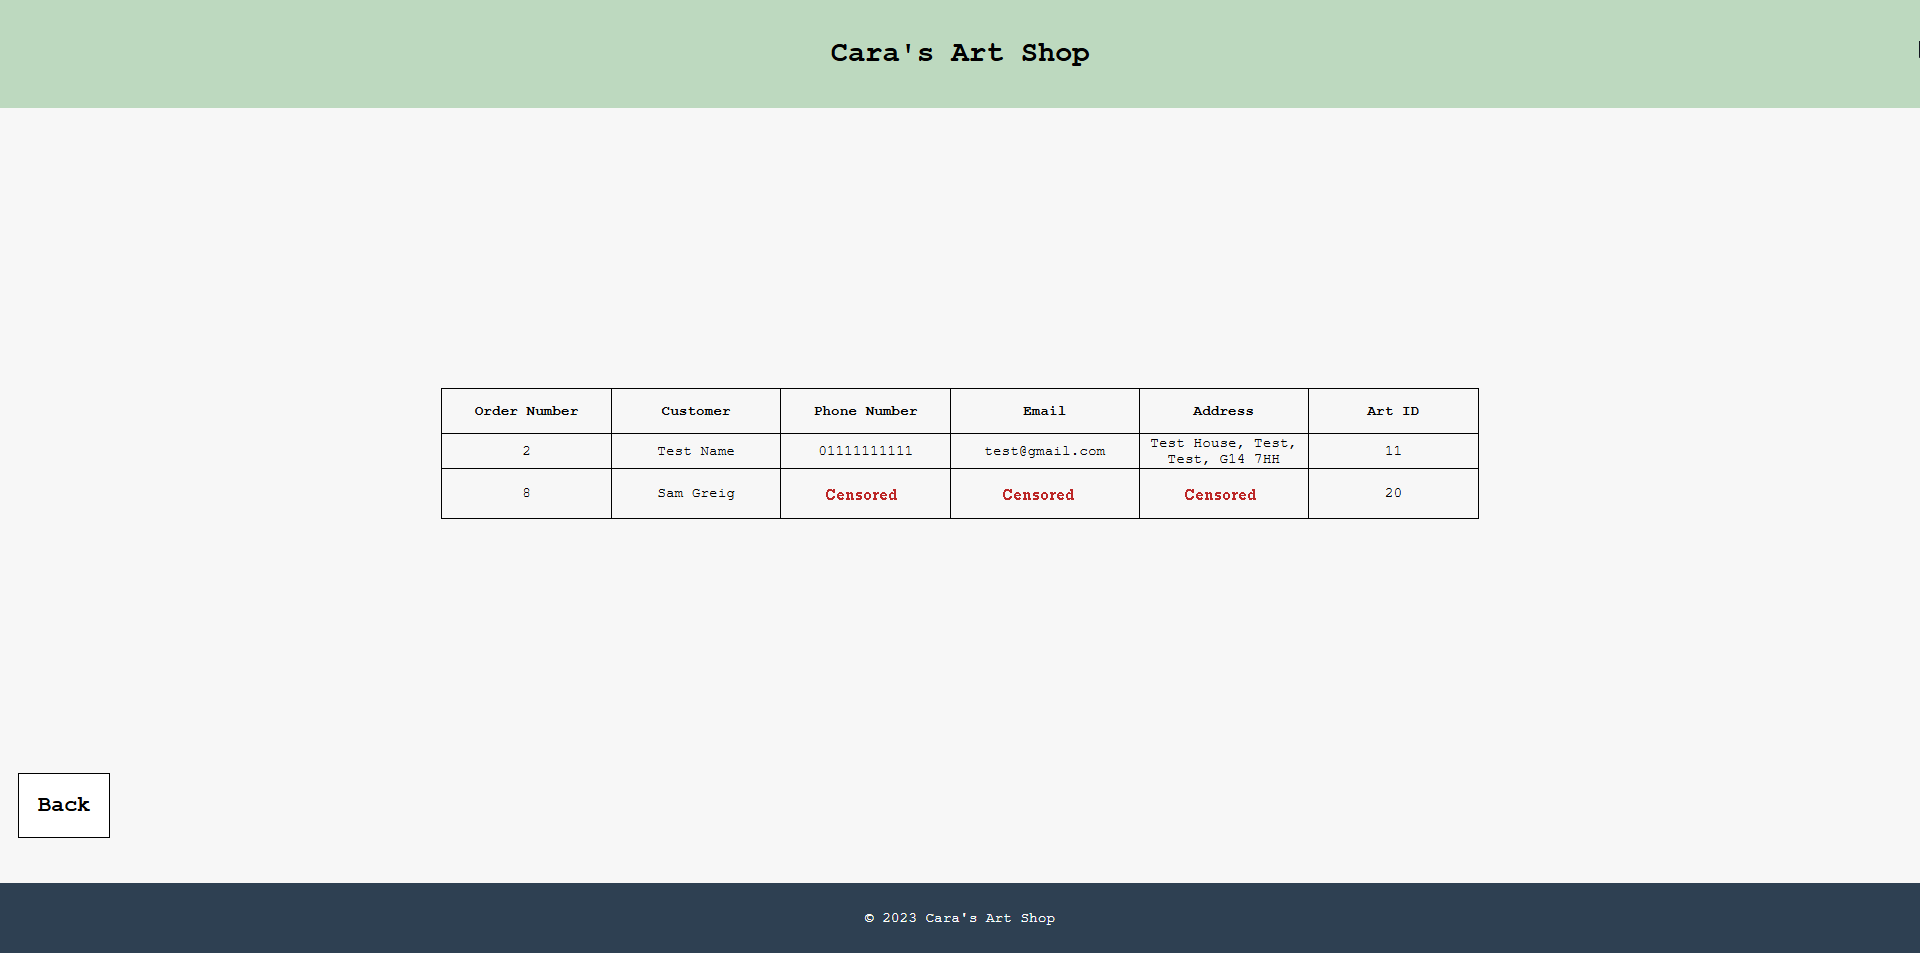 Cara's Art Shop
Order Number Customer Phone Number Email Address Art ID
2 Test Name 01111111111 test@gmail.com Test House, Test, Test, G14 7HH 11
8 Sam Greig Censored Censored Censored 20
Back
© 2023 Cara's Art Shop